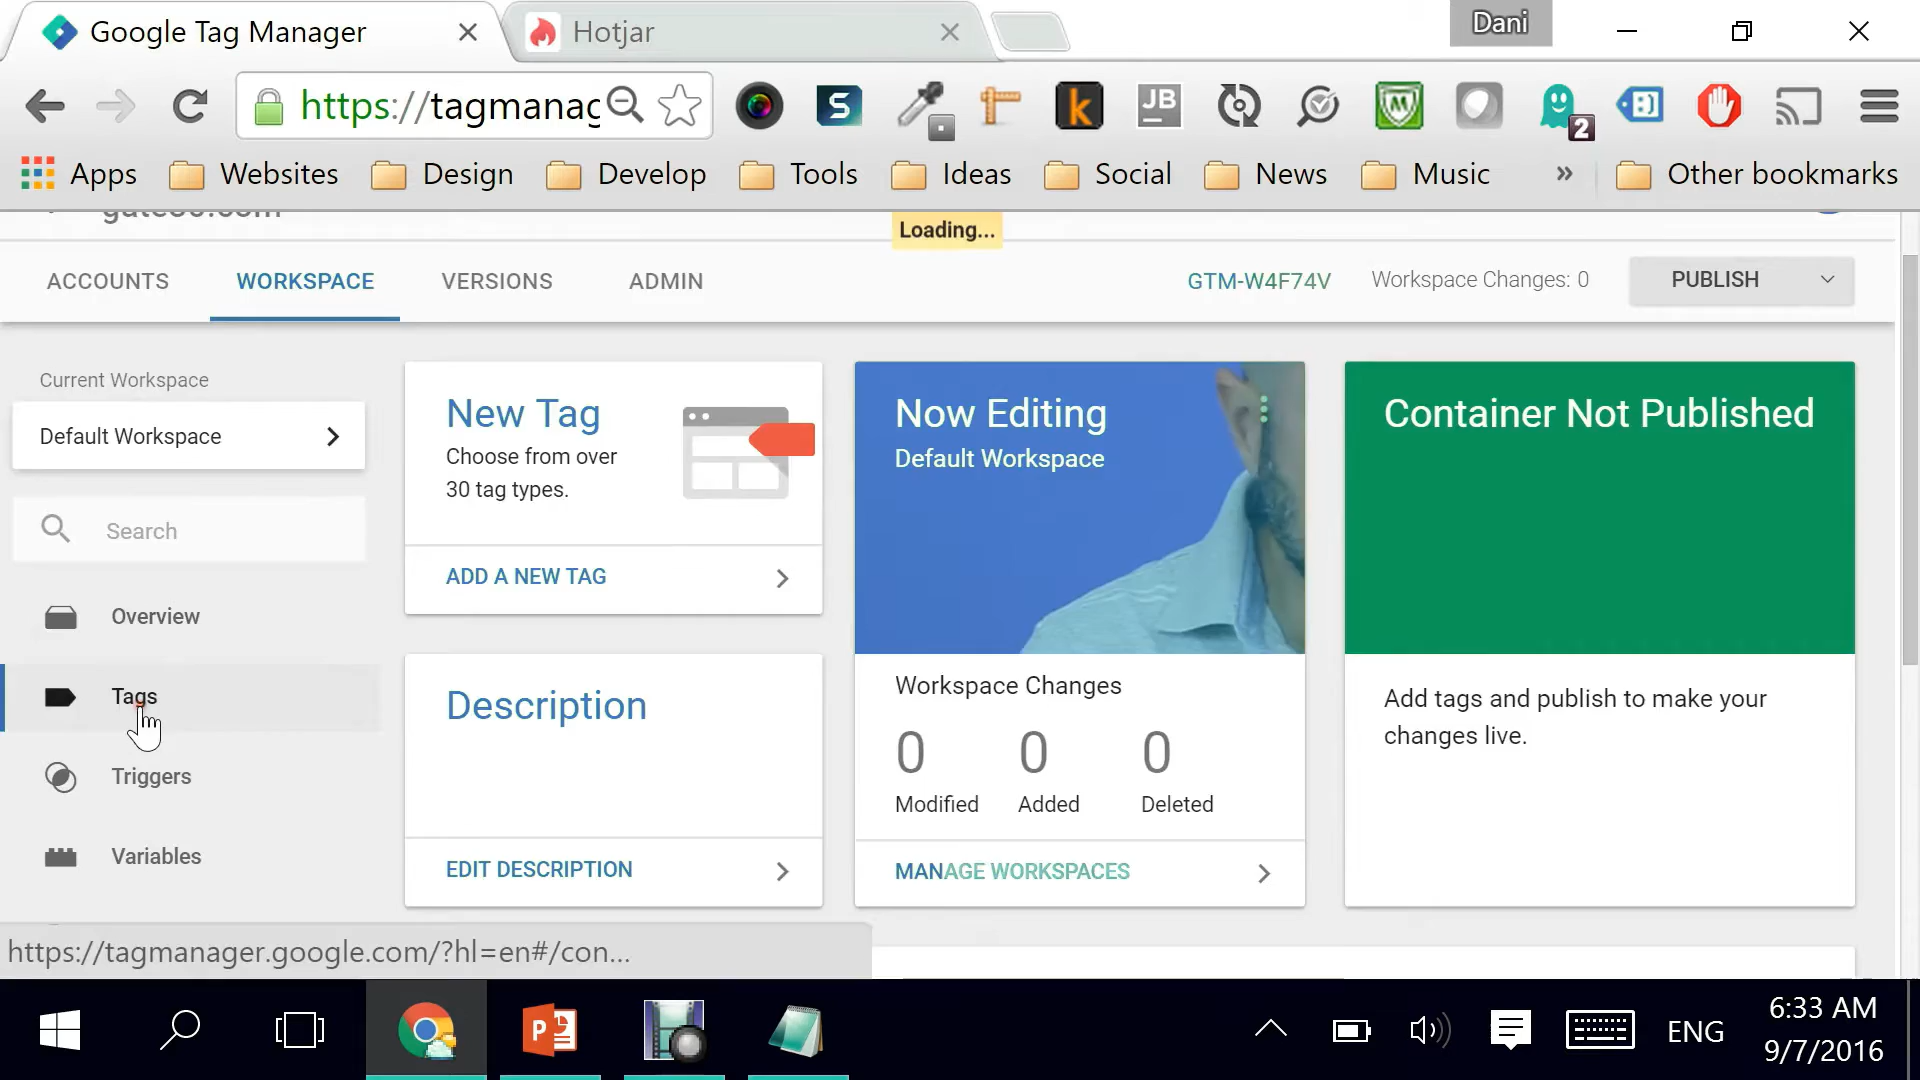 Google Tag Manager
Hotjar
Dani
https://tagmanag
S
k
JB
M
2
Apps
Websites
Design
Develop
Tools
Ideas
Social
News
Music
»
Other bookmarks
Loading...
ACCOUNTS
WORKSPACE
VERSIONS
ADMIN
GTM-W4F74V
Workspace Changes: 0
PUBLISH
Current Workspace
Default Workspace
Search
Overview
Tags
Triggers
Variables
New Tag
Choose from over
30 tag types.
ADD A NEW TAG
Description
EDIT DESCRIPTION
Now Editing
Default Workspace
Workspace Changes
0 0 0
Modified Added Deleted
MANAGE WORKSPACES
Container Not Published
Add tags and publish to make your
changes live.
https://tagmanager.google.com/?hl=en#/con...
P
ENG
6:33 AM
9/7/2016